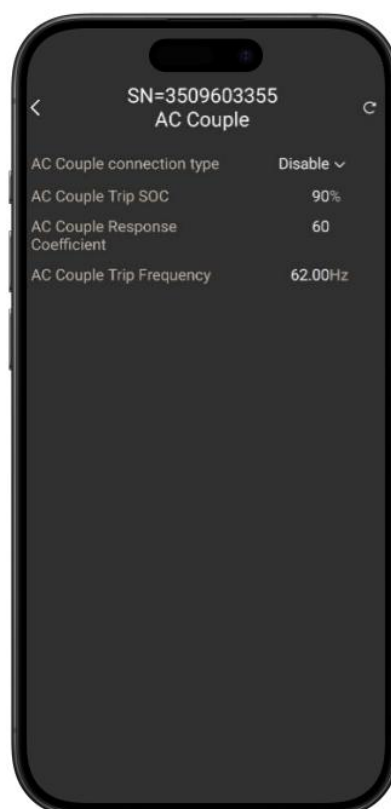 SN=3509603355
AC Couple
AC Couple connection type Disable
AC Couple Trip SOC 90%
AC Couple Response 60
Coefficient
AC Couple Trip Frequency 62.00Hz